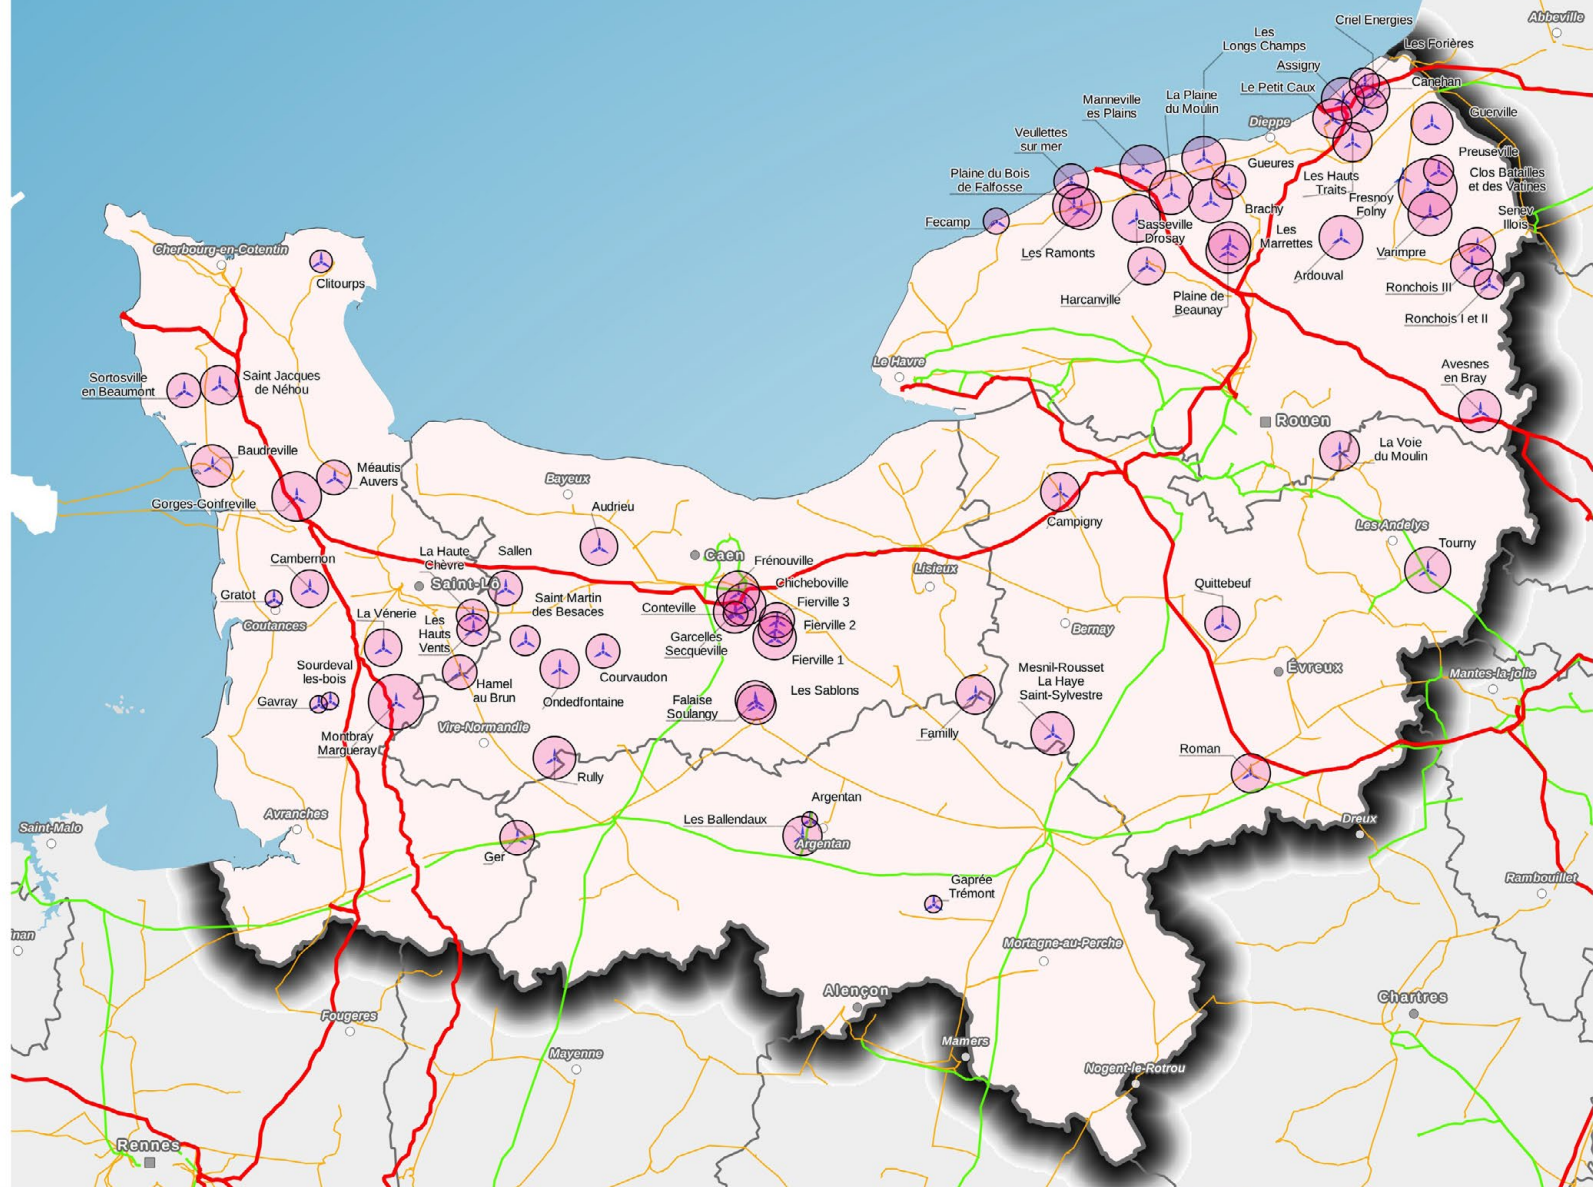 Criel Energies
Abbeville
Les
Longs Champs
Les Forières
Assigny
Canehan
Le Petit Caux
Manneville
es Plains
La Plaine
du Moulin
Guerville
Dieppe
Veullettes
sur mer
Preuseville
Gueures
Plaine du Bois
de Falfosse
Les Hauts
Traits
Clos Batailles
et des Vatines
Fresnoy
Folny
Brachy
Seney
Illois
Fecamp
Sasseville
Drosay
Les
Marrettes
Cherbourg-en-Cotentin
Les Ramonts
Varimpre
Ardouval
Clitourps
Ronchois III
Harcanville
Plaine de
Beaunay
Ronchois I et II
Le Havre
Avesnes
en Bray
Sortosville
en Beaumont
Saint Jacques
de Néhou
Rouen
La Voie
du Moulin
Baudreville
Méautis
Auvers
Bayeux
Gorges-Gonfreville
Audrieu
Campigny
Les Andelys
Tourny
La Haute
Chèvre
Sallen
Caen
Frénouville
Cambernon
Lisieux
Saint-Lô
Chicheboville
Quittebeuf
Gratot
Saint Martin
des Besaces
Conteville
Fierville 3
La Vénerie
Coutances
Les
Hauts
Vents
Fierville 2
Bernay
Garcelles
Secqueville
Fierville 1
Sourdeval
les-bois
Mesnil-Rousset
La Haye
Saint-Sylvestre
Évreux
Mantes-la-jolie
Hamel
au Brun
Courvaudon
Gavray
Ondedfontaine
Falaise
Soulangy
Les Sablons
Vire-Normandie
Montbray
Margueray
Familly
Roman
Rully
Argentan
Avranches
Les Ballendaux
Dreux
Saint-Malo
Argentan
Ger
Gaprée
Trémont
Rambouillet
nan
Mortagne-au-Perche
Alençon
Chartres
Fougeres
Mamers
Mayenne
Nogent-le-Rotrou
Rennes